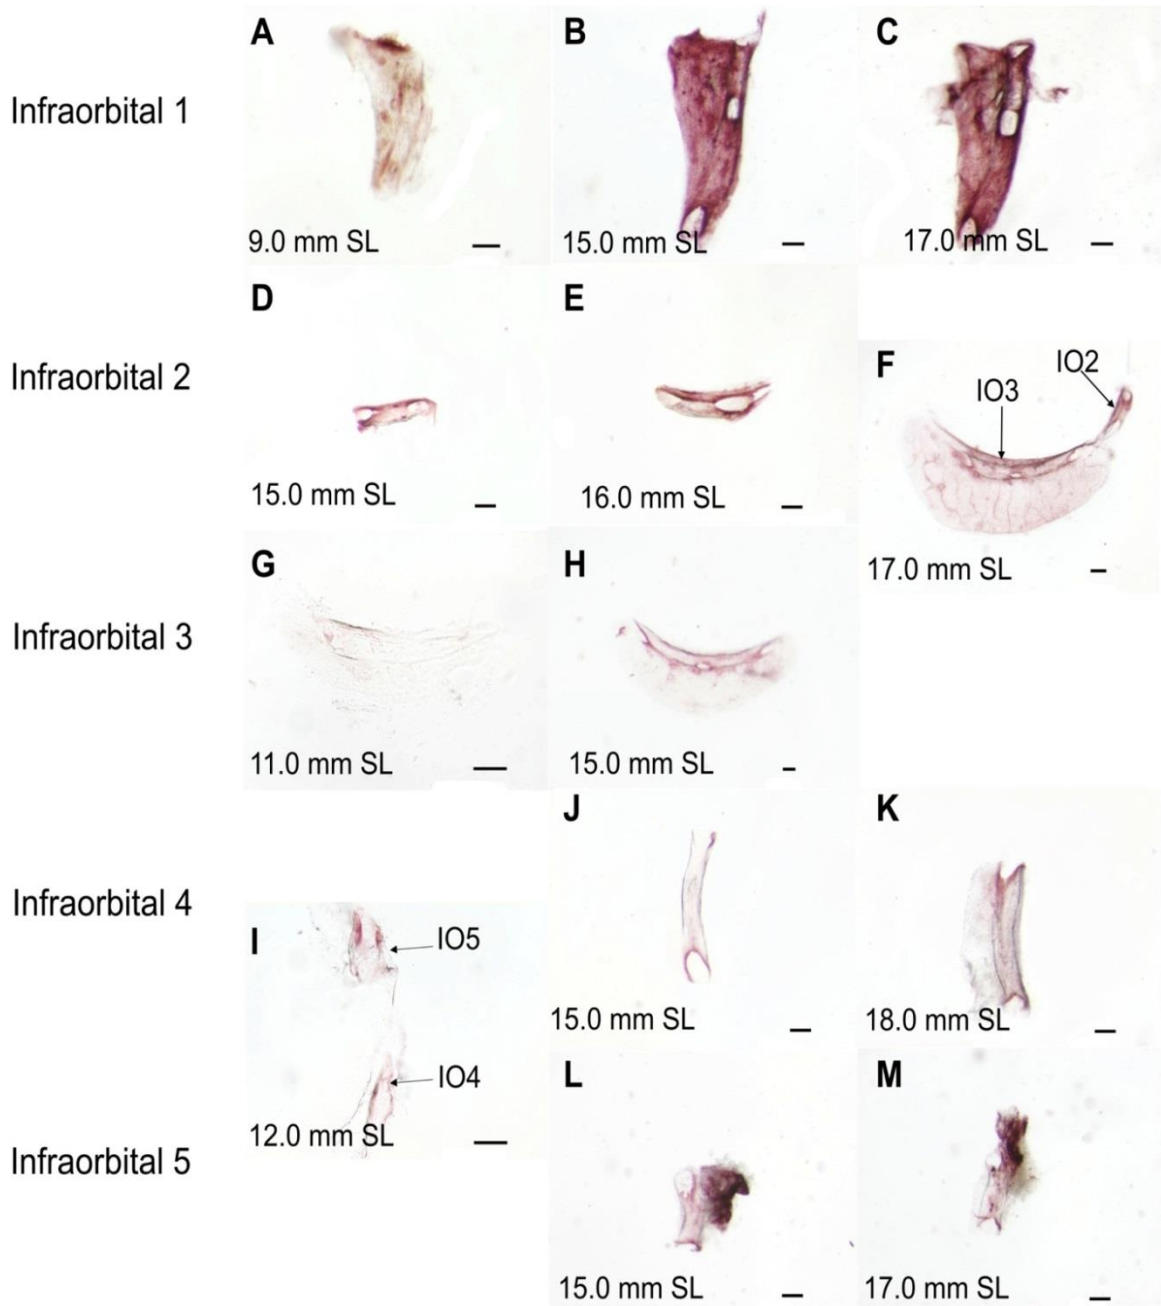 Infraorbital 1
A
9.0 mm SL
B
15.0 mm SL
C
17.0 mm SL
Infraorbital 2
D
15.0 mm SL
E
16.0 mm SL
F
IO3
IO2
17.0 mm SL
Infraorbital 3
G
11.0 mm SL
H
15.0 mm SL
Infraorbital 4
I
IO5
IO4
12.0 mm SL
J
15.0 mm SL
K
18.0 mm SL
Infraorbital 5
L
15.0 mm SL
M
17.0 mm SL